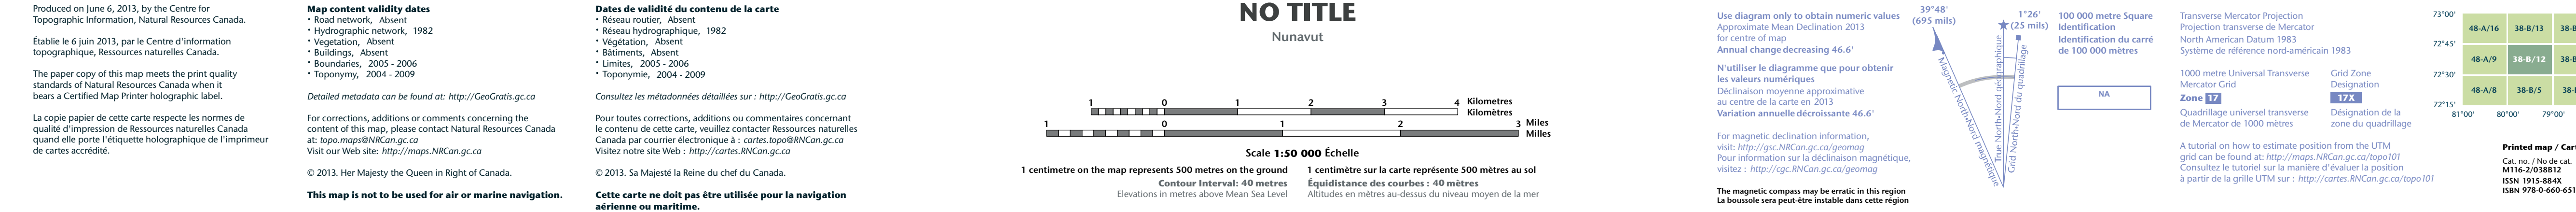 Produced on June 6, 2013, by the Centre for
Topographic Information, Natural Resources Canada.
Établie le 6 juin 2013, par le Centre d'information
topographique, Ressources naturelles Canada.
The paper copy of this map meets the print quality
standards of Natural Resources Canada when it
bears a Certified Map Printer holographic label.
La copie papier de cette carte respecte les normes de
qualité d'impression de Ressources naturelles Canada
quand elle porte l'étiquette holographique de l'imprimeur
de cartes accrédité.
Map content validity dates
• Road network, Absent
• Hydrographic network, 1982
• Vegetation, Absent
• Buildings, Absent
• Boundaries, 2005 - 2006
• Toponymy, 2004 - 2009
Detailed metadata can be found at: http://GeoGratis.gc.ca
For corrections, additions or comments concerning the
content of this map, please contact Natural Resources Canada
at: topo.maps@NRCan.gc.ca
Visit our Web site: http://maps.NRCan.gc.ca
© 2013. Her Majesty the Queen in Right of Canada.
This map is not to be used for air or marine navigation.
Dates de validité du contenu de la carte
• Réseau routier, Absent
• Réseau hydrographique, 1982
• Végétation, Absent
• Bâtiments, Absent
• Limites, 2005 - 2006
• Toponymie, 2004 - 2009
Consultez les métadonnées détaillées sur : http://GeoGratis.gc.ca
Pour toutes corrections, additions ou commentaires concernant
le contenu de cette carte, veuillez contacter Ressources naturelles
Canada par courrier électronique à : cartes.topo@RNCan.gc.ca
Visitez notre site Web : http://cartes.RNCan.gc.ca
© 2013. Sa Majesté la Reine du chef du Canada.
Cette carte ne doit pas être utilisée pour la navigation
aérienne ou maritime.
NO TITLE
Nunavut
1 0 1 2 3 4 Kilometres
Kilomètres
1 0 1 2 3 Miles
Milles
Scale 1:50 000 Échelle
1 centimetre on the map represents 500 metres on the ground
1 centimètre sur la carte représente 500 mètres au sol
Contour Interval: 40 metres
Équidistance des courbes : 40 mètres
Elevations in metres above Mean Sea Level
Altitudes en mètres au-dessus du niveau moyen de la mer
Use diagram only to obtain numeric values
Approximate Mean Declination 2013
for centre of map
Annual change decreasing 46.6'
N'utiliser le diagramme que pour obtenir
les valeurs numériques
Déclinaison moyenne approximative
au centre de la carte en 2013
Variation annuelle décroissante 46.6'
For magnetic declination information,
visit: http://gsc.NRCan.gc.ca/geomag
Pour information sur la déclinaison magnétique,
visitez : http://cgc.RNCan.gc.ca/geomag
The magnetic compass may be erratic in this region
La boussole sera peut-être instable dans cette région
39°48'
(695 mils)
1°26'
(25 mils)
Magnetic North•Nord magnétique
True North•Nord géographique
Grid North•Nord du quadrillage
100 000 metre Square
Identification
Identification du carré
de 100 000 mètres
NA
Transverse Mercator Projection
Projection transverse de Mercator
North American Datum 1983
Système de référence nord-américain 1983
1000 metre Universal Transverse
Mercator Grid
Zone 17
Quadrillage universel transverse
de Mercator de 1000 mètres
Grid Zone
Designation
17X
Désignation de la
zone du quadrillage
A tutorial on how to estimate position from the UTM
grid can be found at: http://maps.NRCan.gc.ca/topo101
Consultez le tutoriel sur la manière d'évaluer la position
à partir de la grille UTM sur : http://cartes.RNCan.gc.ca/topo101
73°00'
48-A/16 38-B/13 38-B
72°45'
48-A/9 38-B/12 38-B
72°30'
48-A/8 38-B/5 38-
72°15'
81°00' 80°00' 79°00'
Printed map / Cart
Cat. no. / No de cat.
M116-2/038B12
ISSN 1915-884X
ISBN 978-0-660-651